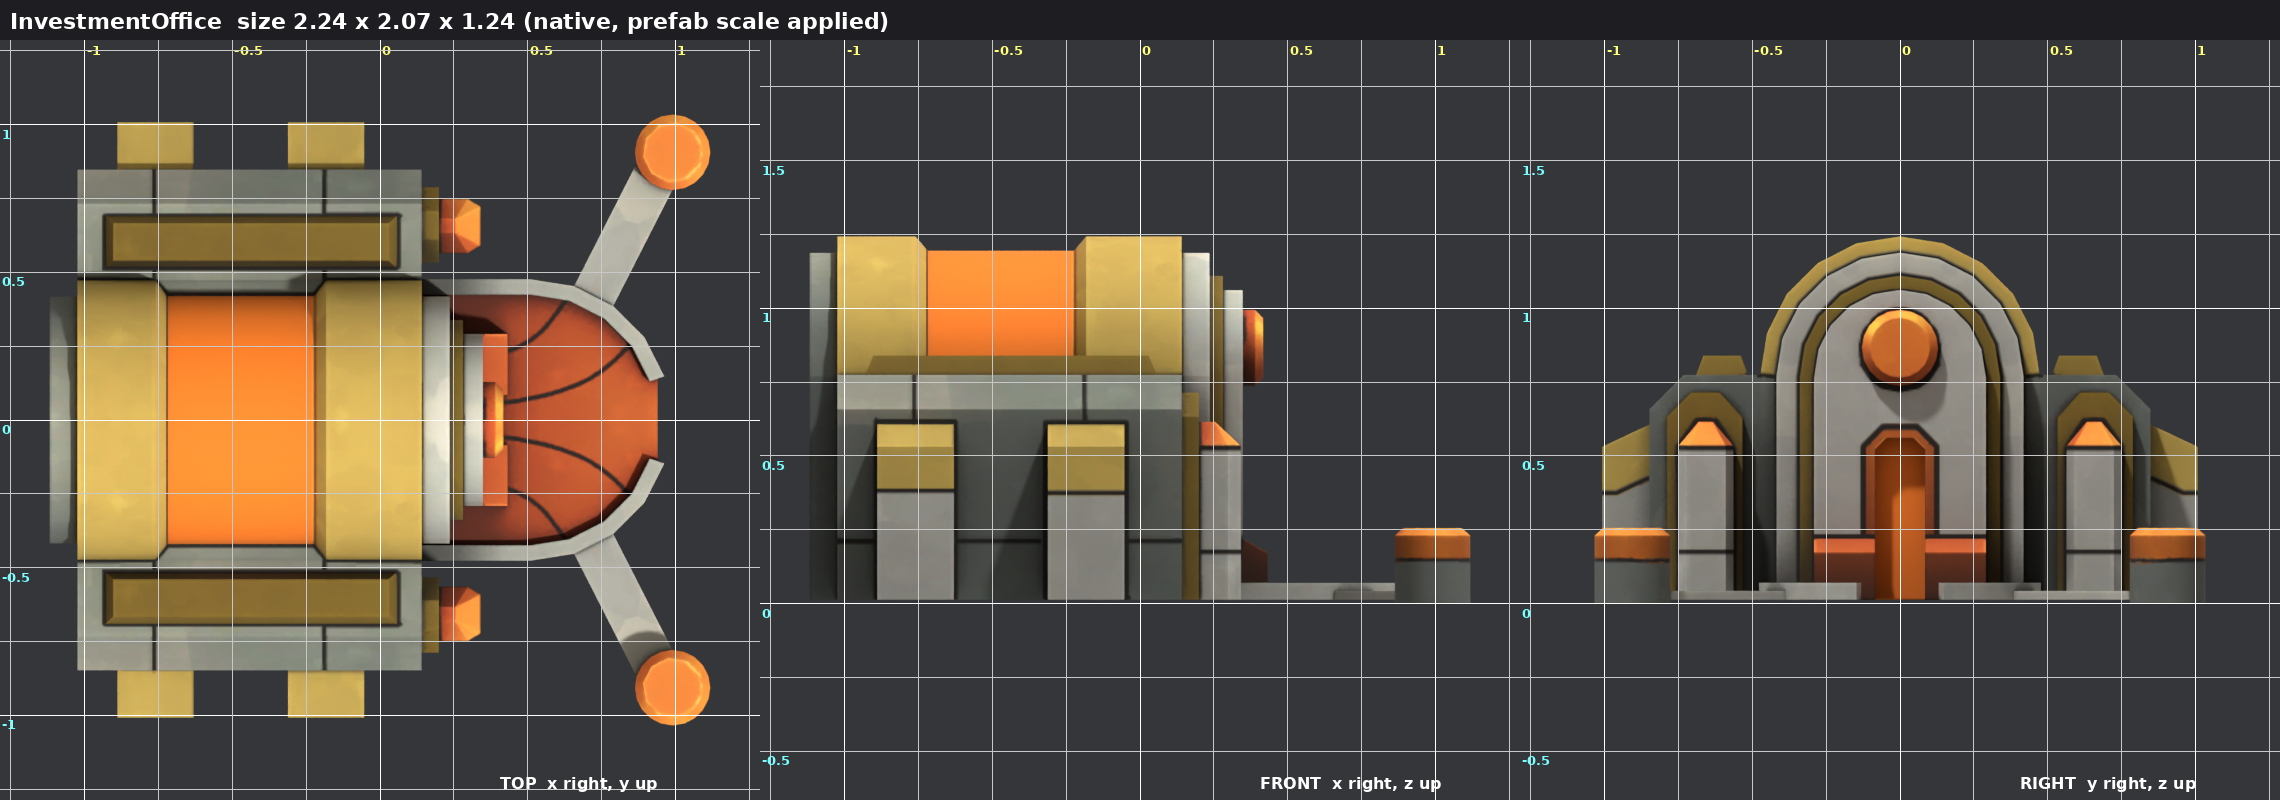 InvestmentOffice size 2.24 x 2.07 x 1.24 (native, prefab scale applied)
-1 -0.5 0 0.5 1
-1 -0.5 0 0.5 1
-1 -0.5 0 0.5 1
1
0.5
0
-0.5
-1
1.5
1
0.5
0
-0.5
1.5
1
0.5
0
-0.5
TOP x right, y up
FRONT x right, z up
RIGHT y right, z up